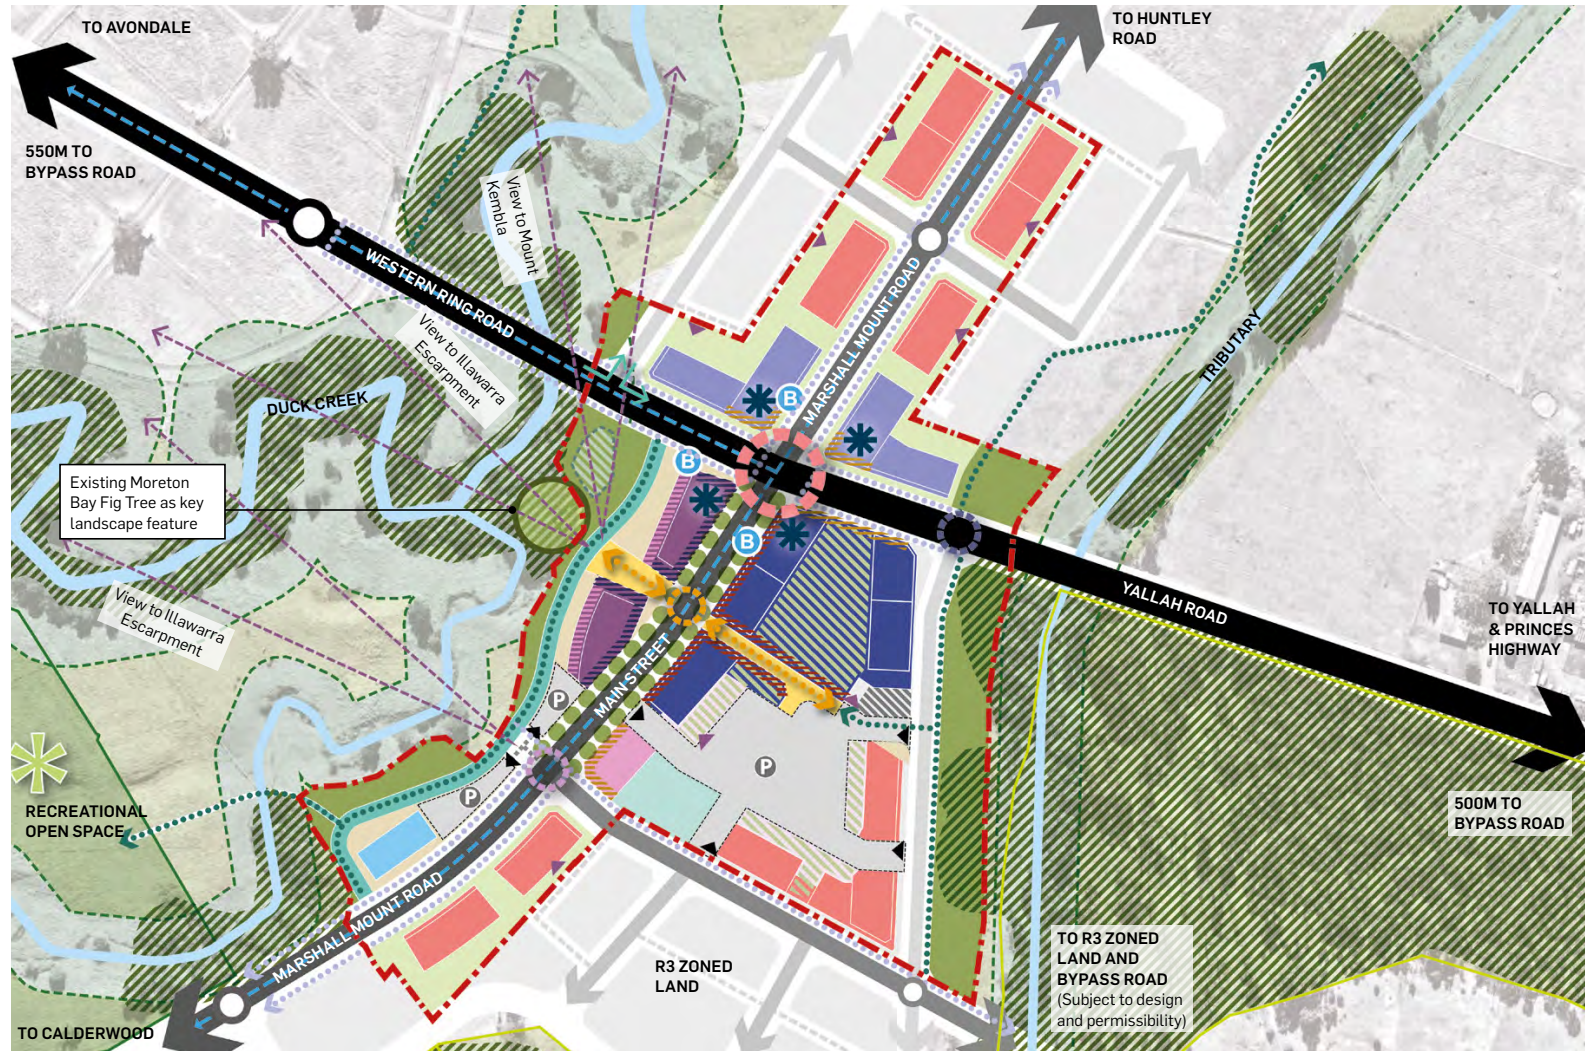 TO AVONDALE
TO HUNTLEY
ROAD
550M TO
BYPASS ROAD
View to Mount
Kembla
WESTERN RING ROAD
View to Illawarra
Escarpment
MARSHALL MOUNT ROAD
TRIBUTARY
DUCK CREEK
B
B
B
Existing Moreton
Bay Fig Tree as key
landscape feature
View to Illawarra
Escarpment
YALLAH ROAD
TO YALLAH
& PRINCES
HIGHWAY
MAIN STREET
P
P
P
RECREATIONAL
OPEN SPACE
500M TO
BYPASS ROAD
MARSHALL MOUNT ROAD
R3 ZONED
LAND
TO R3 ZONED
LAND AND
BYPASS ROAD
(Subject to design
and permissibility)
TO CALDERWOOD